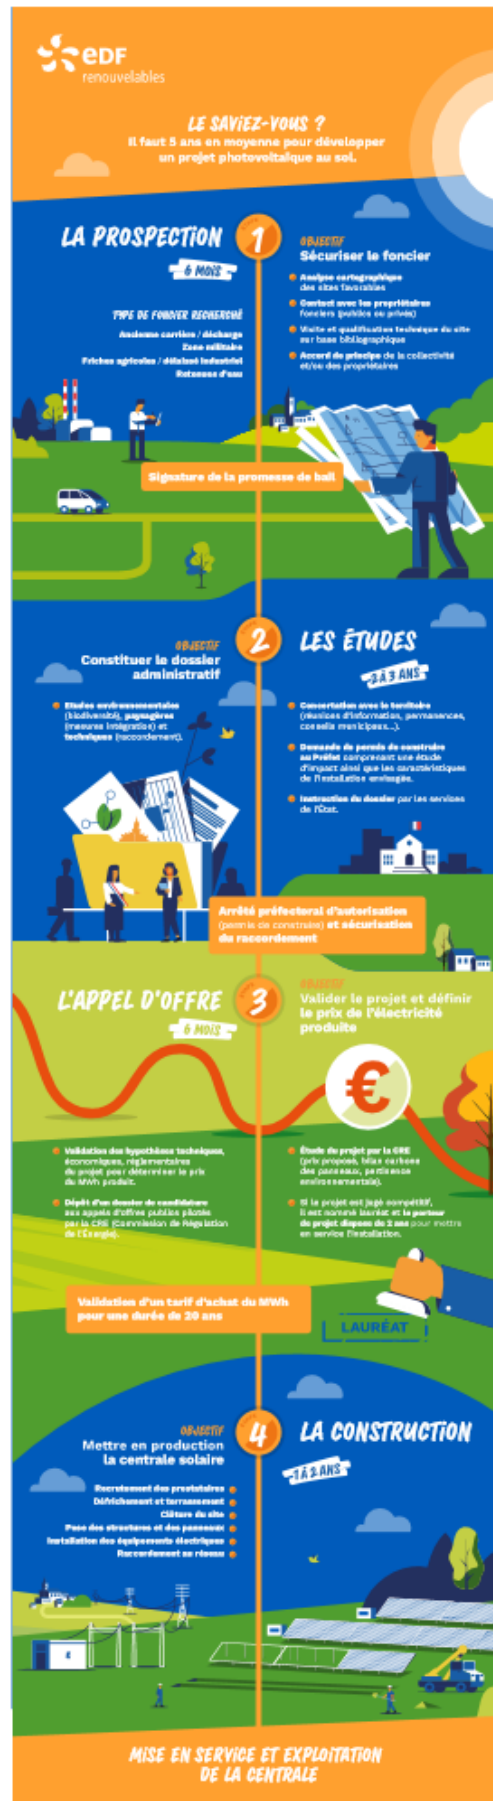 eDF
renouvelables
LE SAVIEZ-VOUS ?
Il faut 5 ans en moyenne pour développer
un projet photovoltaïque au sol.
LA PROSPECTION
6 MOIS
TYPE DE FONCIER RECHERCHÉ
Ancienne carrière / décharge
Zone militaire
Friches agricoles / délaissé industriel
Retenues d'eau
1
OBJECTIF
Sécuriser le foncier
Analyse cartographique
des sites favorables
Contact avec les propriétaires
fonciers (publics ou privés)
Visite et qualification technique du site
sur base bibliographique
Accord de principe de la collectivité
et/ou des propriétaires
Signature de la promesse de bail
OBJECTIF
Constituer le dossier
administratif
Etudes environnementales
(biodiversité), paysagères
(mesures intégration) et
techniques (raccordement).
2
LES ÉTUDES
2 À 3 ANS
Concertation avec le territoire
(réunions d'information, permanences,
conseils municipaux...).
Demande de permis de construire
au Préfet comprenant une étude
d'impact ainsi que les caractéristiques
de l'installation envisagée.
Instruction du dossier par les services
de l'État.
Arrêté préfectoral d'autorisation
(permis de construire) et sécurisation
du raccordement
L'APPEL D'OFFRE
6 MOIS
3
OBJECTIF
Valider le projet et définir
le prix de l'électricité
produite
€
Validation des hypothèses techniques,
économiques, réglementaires
du projet pour déterminer le prix
du MWh produit.
Dépôt d'un dossier de candidature
aux appels d'offres publics pilotés
par la CRE (Commission de Régulation
de l'Énergie).
Étude du projet par la CRE
(prix proposé, bilan carbone
des panneaux, pertinence
environnementale).
Si le projet est jugé compétitif,
il est nommé lauréat et le porteur
de projet dispose de 2 ans pour mettre
en service l'installation.
Validation d'un tarif d'achat du MWh
pour une durée de 20 ans
LAURÉAT
OBJECTIF
Mettre en production
la centrale solaire
Recrutement des prestataires
Défrichement et terrassement
Clôture du site
Pose des structures et des panneaux
Installation des équipements électriques
Raccordement au réseau
4
LA CONSTRUCTION
1 À 2 ANS
MISE EN SERVICE ET EXPLOITATION
DE LA CENTRALE